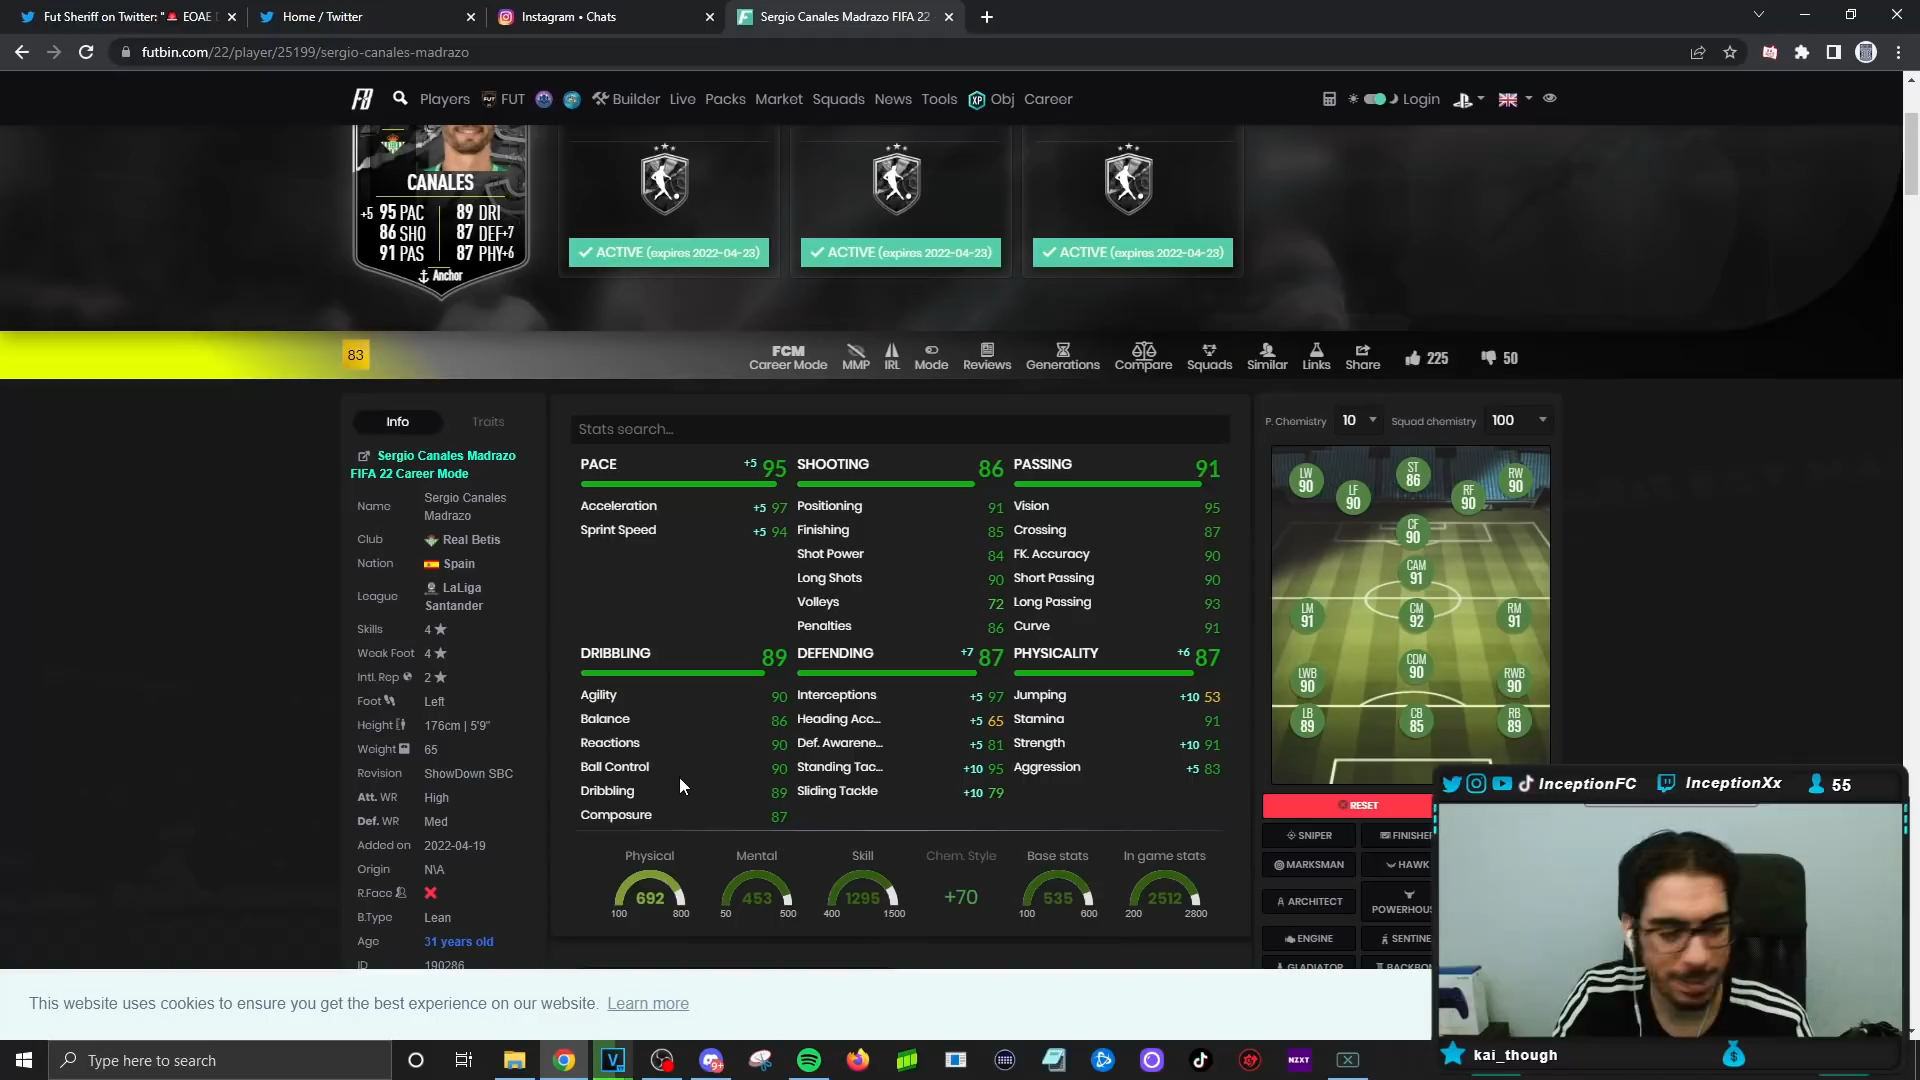 Fut Sheriff on Twitter: "🚨 EOAE
Home / Twitter
Instagram • Chats
Sergio Canales Madrazo FIFA 22
futbin.com/22/player/25199/sergio-canales-madrazo
Players FUT Builder Live Packs Market Squads News Tools XP Obj Career Login
CANALES
+5 95 PAC 89 DRI
86 SHO 87 DEF+7
91 PAS 87 PHY+6
Anchor
ACTIVE (expires 2022-04-23) ACTIVE (expires 2022-04-23) ACTIVE (expires 2022-04-23)
83
FCM Career Mode MMP IRL Mode Reviews Generations Compare Squads Similar Links Share 225 50
Info Traits
Sergio Canales Madrazo
FIFA 22 Career Mode
Name Sergio Canales Madrazo
Club Real Betis
Nation Spain
League LaLiga Santander
Skills 4
Weak Foot 4
Intl. Rep 2
Foot Left
Height 176cm | 5'9"
Weight 65
Revision ShowDown SBC
Att. WR High
Def. WR Med
Added on 2022-04-19
Origin N\A
R.Face
B.Type Lean
Age 31 years old
ID 190286
Stats search...
PACE +5 95
Acceleration +5 97
Sprint Speed +5 94
SHOOTING 86
Positioning 91
Finishing 85
Shot Power 84
Long Shots 90
Volleys 72
Penalties 86
PASSING 91
Vision 95
Crossing 87
FK. Accuracy 90
Short Passing 90
Long Passing 93
Curve 91
DRIBBLING 89
Agility 90
Balance 86
Reactions 90
Ball Control 90
Dribbling 89
Composure 87
DEFENDING +7 87
Interceptions +5 97
Heading Acc... +5 65
Def. Awarene... +5 81
Standing Tac... +10 95
Sliding Tackle +10 79
PHYSICALITY +6 87
Jumping +10 53
Stamina 91
Strength +10 91
Aggression +5 83
Physical Mental Skill Chem. Style Base stats In game stats
692 453 1295 +70 535 2512
100 800 50 500 400 1500 100 600 200 2800
P. Chemistry 10 Squad chemistry 100
LW 90
ST 86
RW 90
LF 90
RF 90
CF 90
CAM 91
LM 91
CM 92
RM 91
LWB 90
CDM 90
RWB 90
LB 89
CB 85
RB 89
RESET
SNIPER FINISHE
MARKSMAN HAWK
ARCHITECT POWERHOU
ENGINE SENTINE
GLADIATOR BACKBO
InceptionFC InceptionXx 55
kai_though
This website uses cookies to ensure you get the best experience on our website. Learn more
Type here to search
9+
NZXT